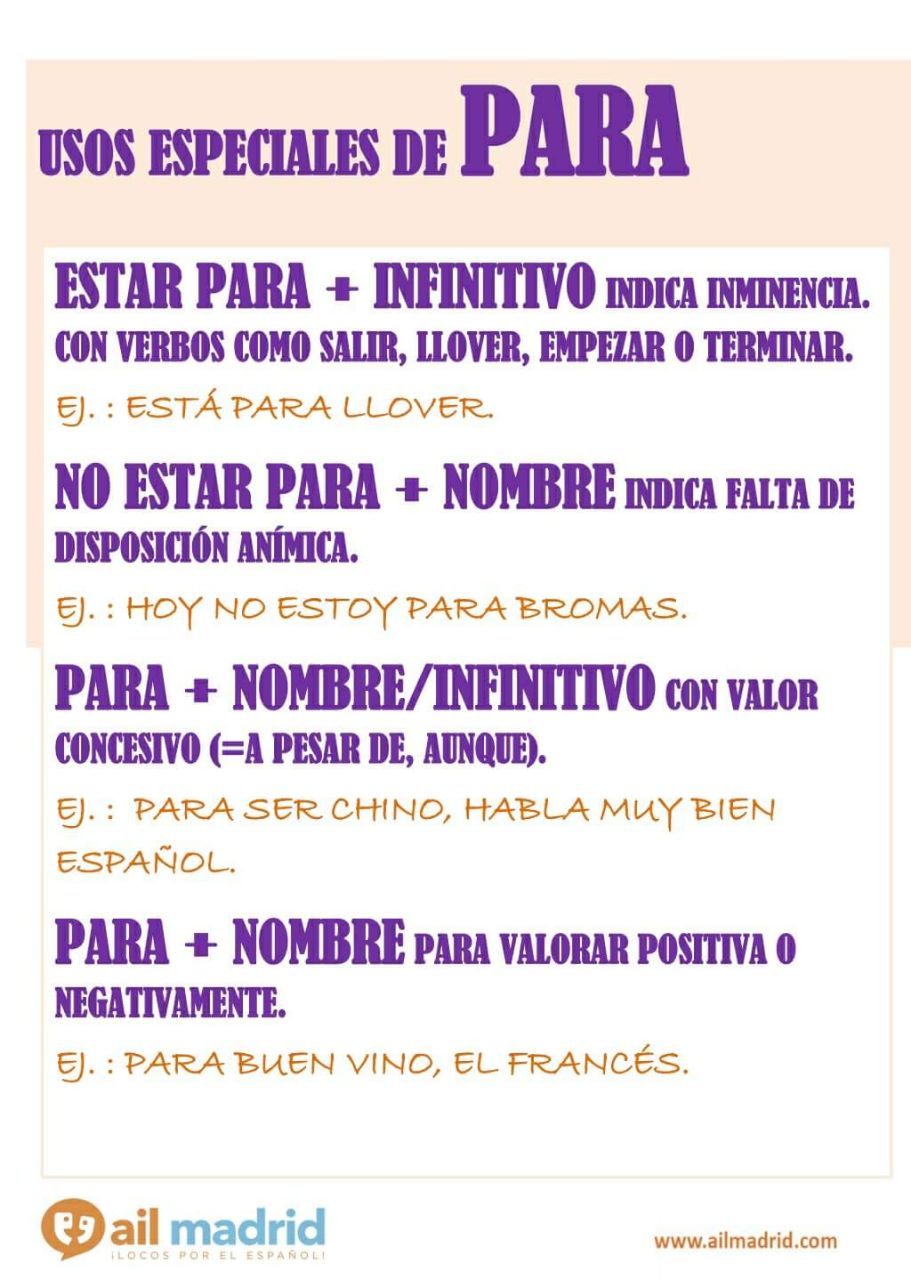 USOS ESPECIALES DE PARA
ESTAR PARA + INFINITIVO INDICA INMINENCIA.
CON VERBOS COMO SALIR, LLOVER, EMPEZAR O TERMINAR.
EJ. : ESTÁ PARA LLOVER.
NO ESTAR PARA + NOMBRE INDICA FALTA DE
DISPOSICIÓN ANÍMICA.
EJ. : HOY NO ESTOY PARA BROMAS.
PARA + NOMBRE/INFINITIVO CON VALOR
CONCESIVO (=A PESAR DE, AUNQUE).
EJ. : PARA SER CHINO, HABLA MUY BIEN
ESPAÑOL.
PARA + NOMBRE PARA VALORAR POSITIVA O
NEGATIVAMENTE.
EJ. : PARA BUEN VINO, EL FRANCÉS.
ail madrid
¡LOCOS POR EL ESPAÑOL!
www.ailmadrid.com